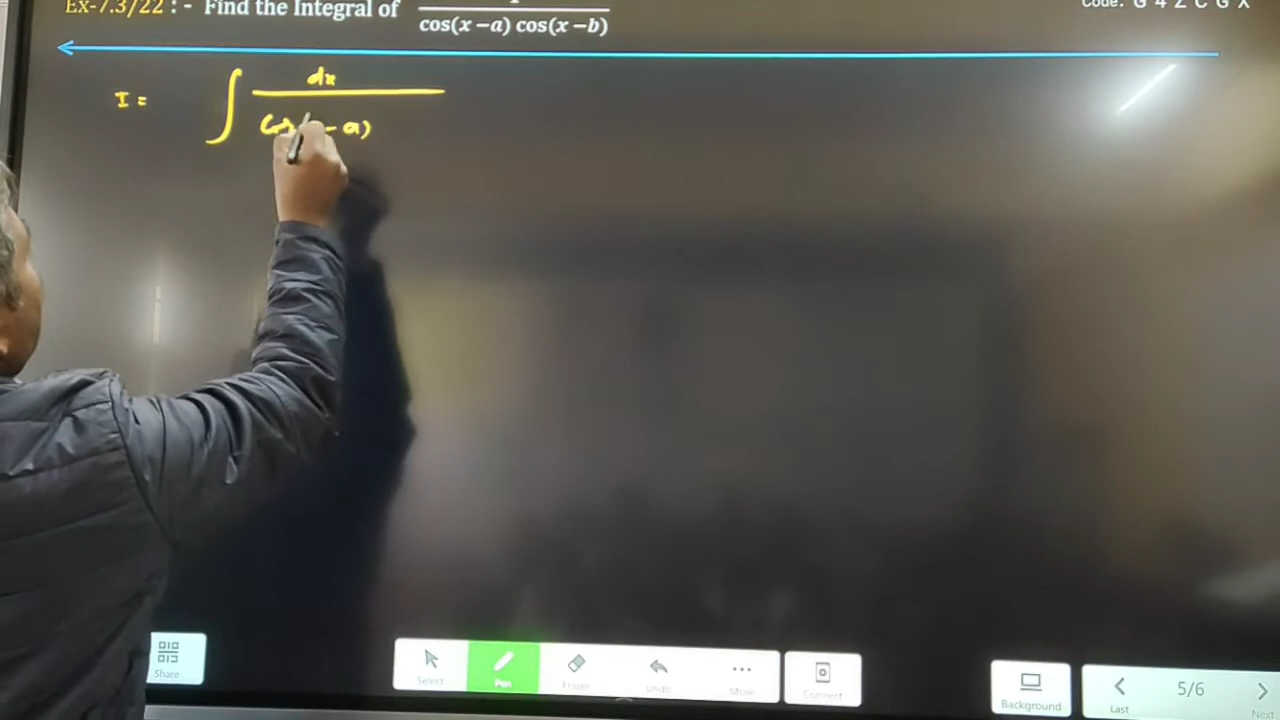 Ex-7.3/22 : - Find the Integral of
cos(x −a) cos(x −b)
Code: G 4 Z C G X
I = ∫ dx
a)
Share
Select
Pen
Eraser
Undo
More
Connect
Background
Last
5/6
Next